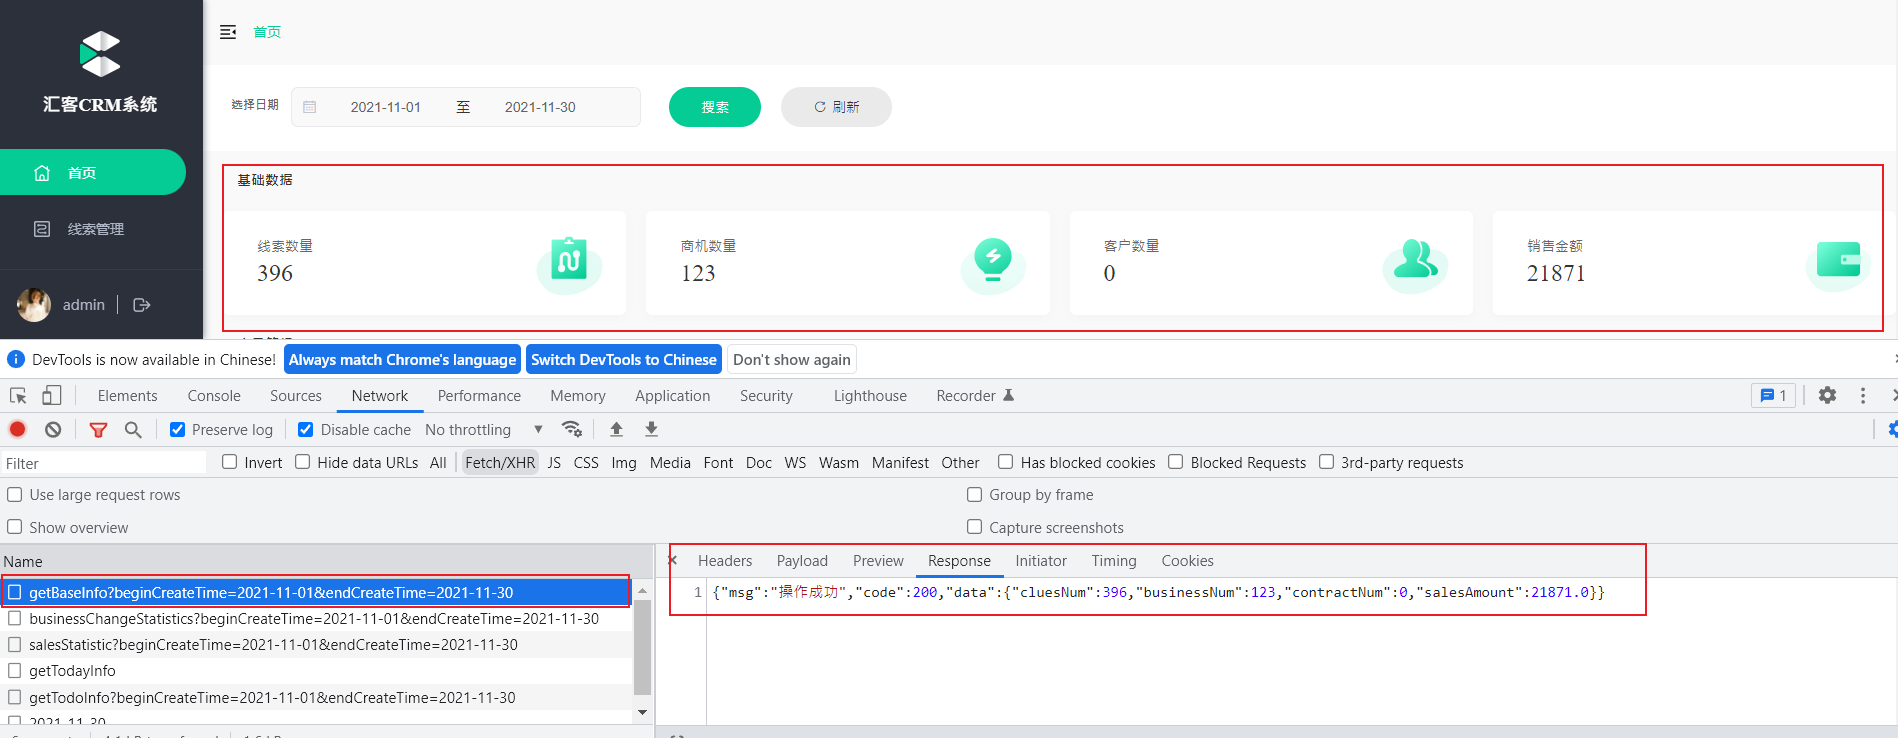 汇客CRM系统
首页
线索管理
admin
首页
选择日期
2021-11-01 至 2021-11-30
搜索
刷新
基础数据
线索数量
396
商机数量
123
客户数量
0
销售金额
21871
DevTools is now available in Chinese! Always match Chrome's language Switch DevTools to Chinese Don't show again
Elements Console Sources Network Performance Memory Application Security Lighthouse Recorder 1
Preserve log Disable cache No throttling
Filter Invert Hide data URLs All Fetch/XHR JS CSS Img Media Font Doc WS Wasm Manifest Other Has blocked cookies Blocked Requests 3rd-party requests
Use large request rows Group by frame
Show overview Capture screenshots
Name
getBaseInfo?beginCreateTime=2021-11-01&endCreateTime=2021-11-30
businessChangeStatistics?beginCreateTime=2021-11-01&endCreateTime=2021-11-30
salesStatistic?beginCreateTime=2021-11-01&endCreateTime=2021-11-30
getTodayInfo
getTodoInfo?beginCreateTime=2021-11-01&endCreateTime=2021-11-30
2021-11-30
Headers Payload Preview Response Initiator Timing Cookies
1 {"msg":"操作成功","code":200,"data":{"cluesNum":396,"businessNum":123,"contractNum":0,"salesAmount":21871.0}}